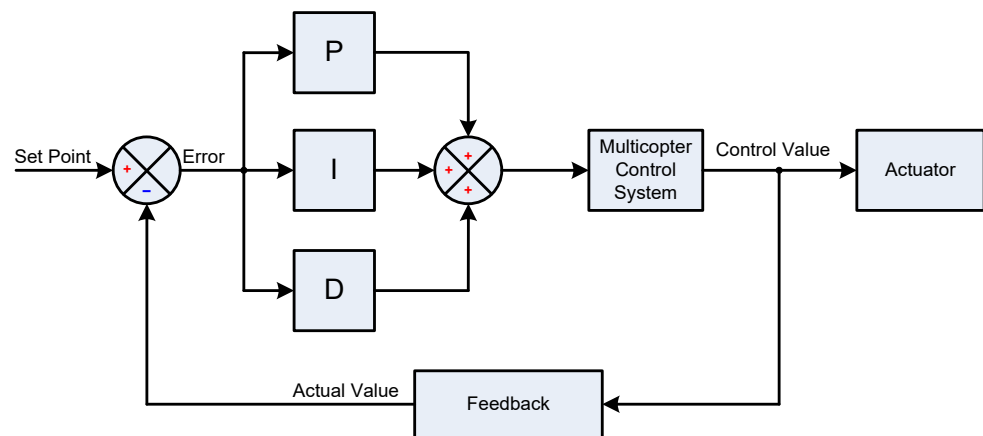 P
Set Point
+
−
Error
I
+
+
+
Multicopter
Control
System
Control Value
Actuator
D
Actual Value
Feedback